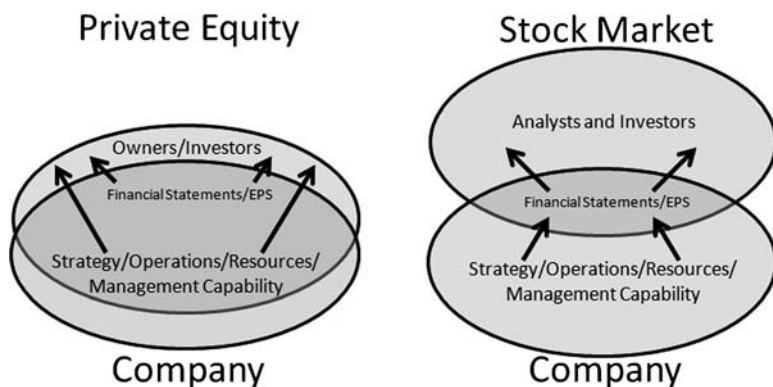 Private Equity
Owners/Investors
Financial Statements/EPS
Strategy/Operations/Resources/
Management Capability
Company
Stock Market
Analysts and Investors
Financial Statements/EPS
Strategy/Operations/Resources/
Management Capability
Company